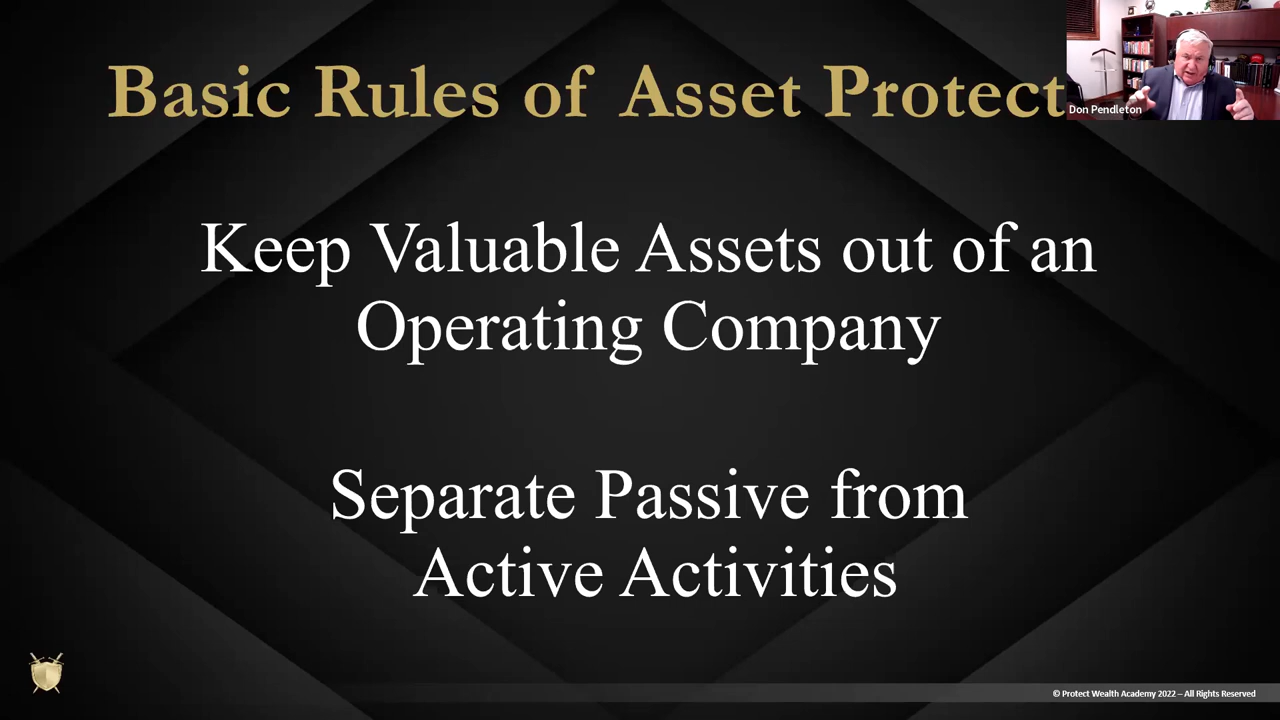 Basic Rules of Asset Protect
Don Pendleton
Keep Valuable Assets out of an
Operating Company
Separate Passive from
Active Activities
© Protect Wealth Academy 2022 – All Rights Reserved